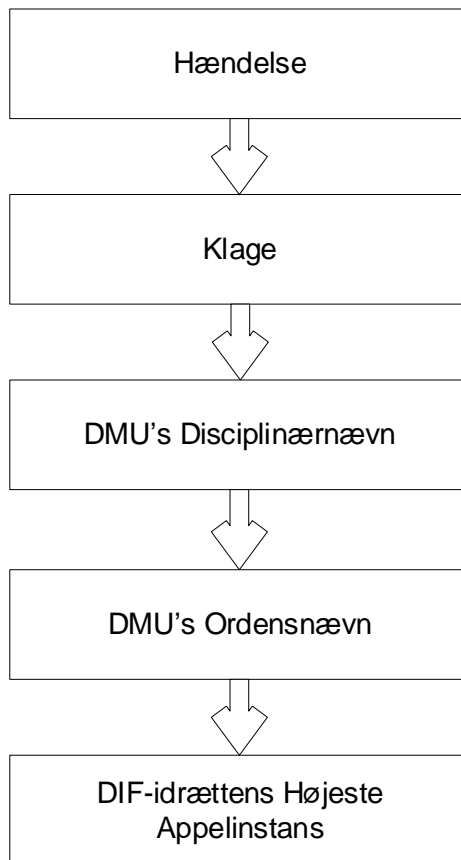 Hændelse
Klage
DMU's Disciplinærnævn
DMU's Ordensnævn
DIF-idrættens Højeste
Appelinstans